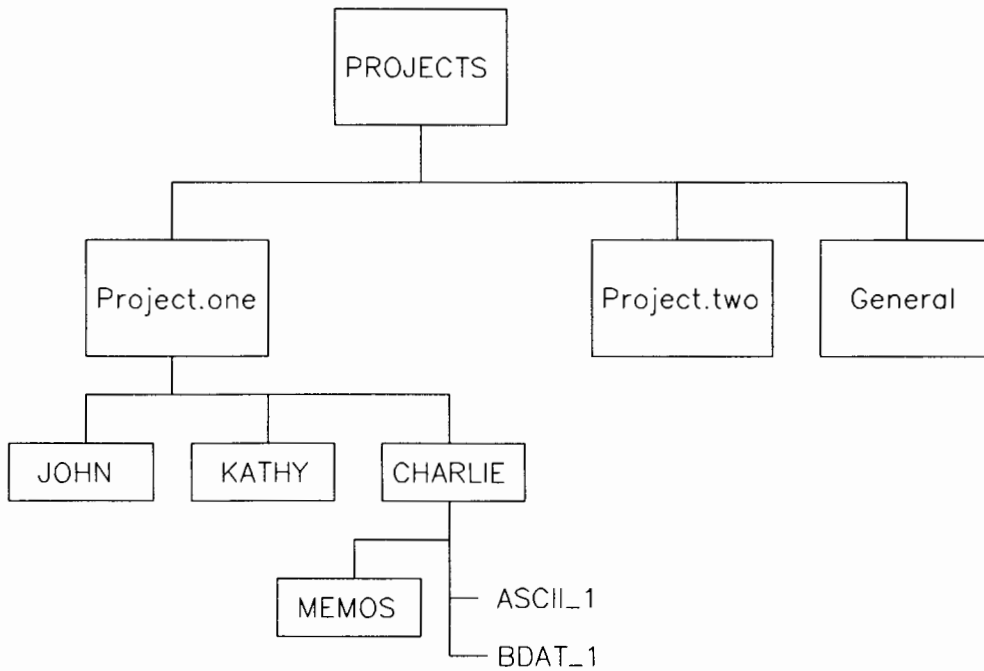 PROJECTS
Project.one
Project.two
General
JOHN
KATHY
CHARLIE
MEMOS
ASCII_1
BDAT_1